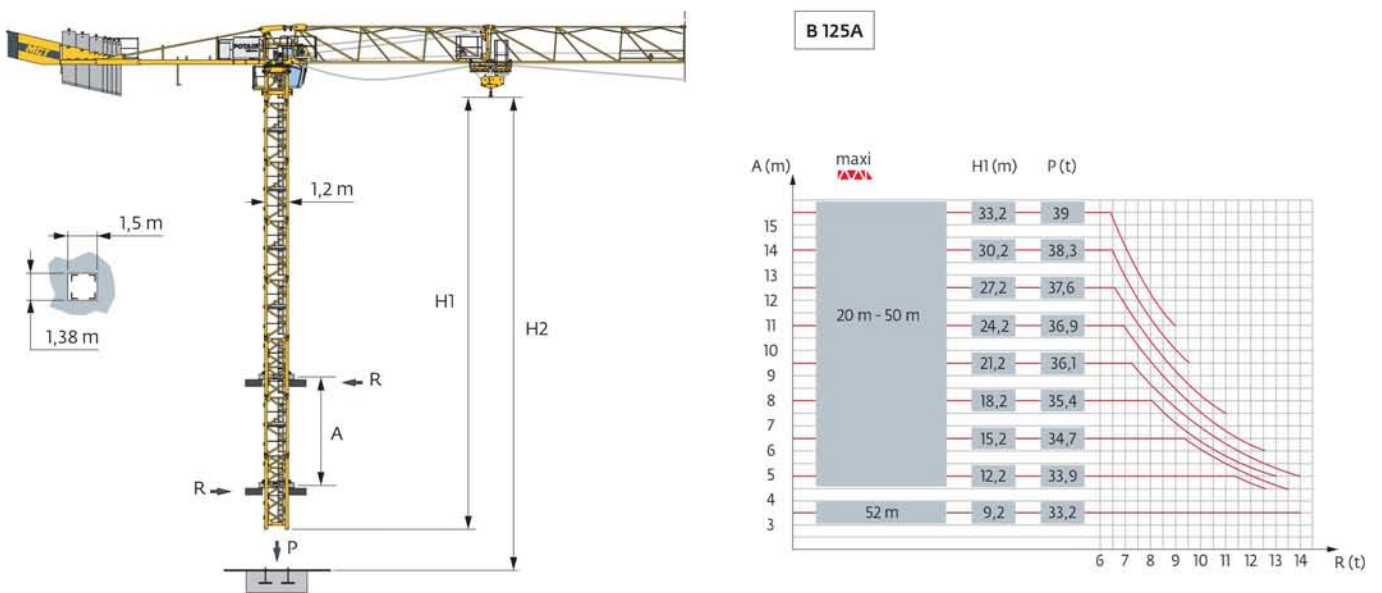 MCT
POTAIN
B 125A
1,2 m
1,5 m
1,38 m
H1
H2
R
A
R
P
A (m) maxi H1 (m) P (t)
33,2 39
15
14 30,2 38,3
13
27,2 37,6
12
11 20 m - 50 m 24,2 36,9
10
21,2 36,1
9
8 18,2 35,4
7
15,2 34,7
6
5 12,2 33,9
4
52 m 9,2 33,2
3
6 7 8 9 10 11 12 13 14 R (t)